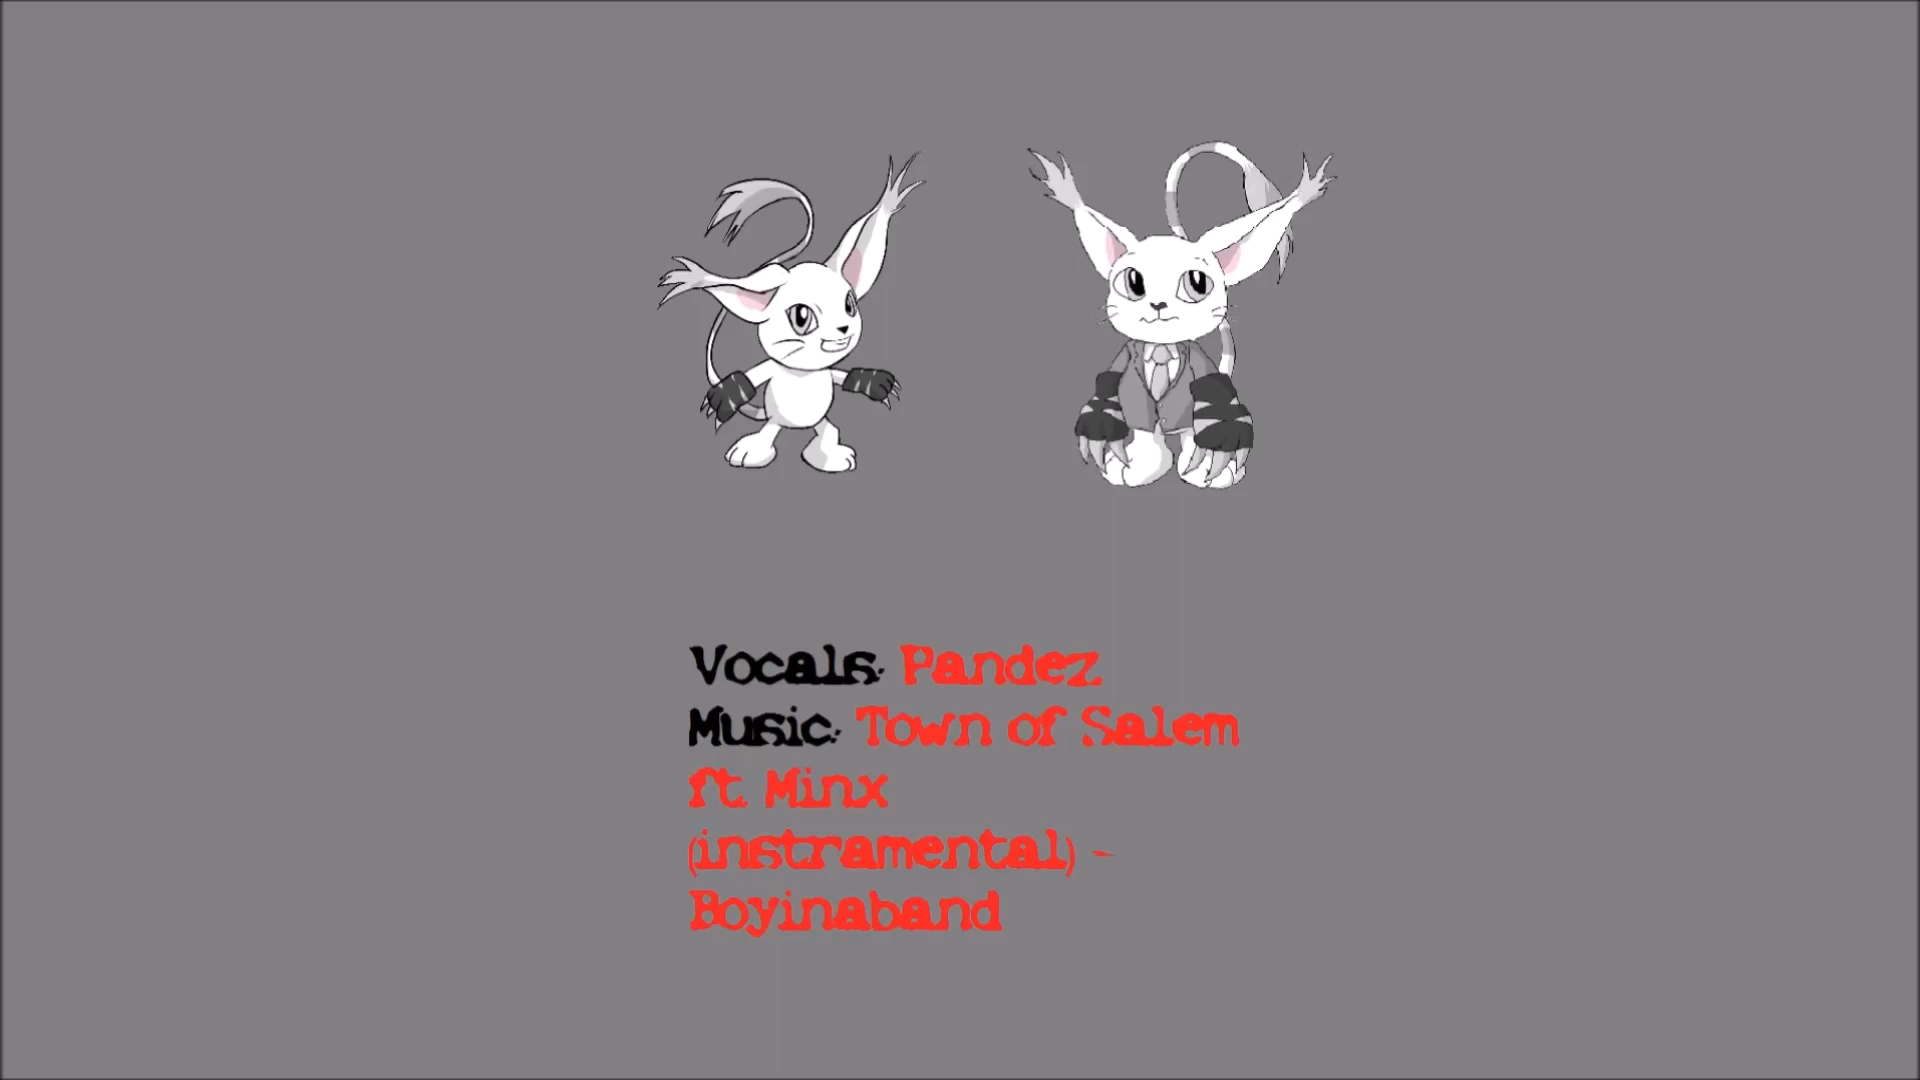 Vocals: Pandez
Music: Town of Salem
ft Minx
(instramental) -
Boyinaband